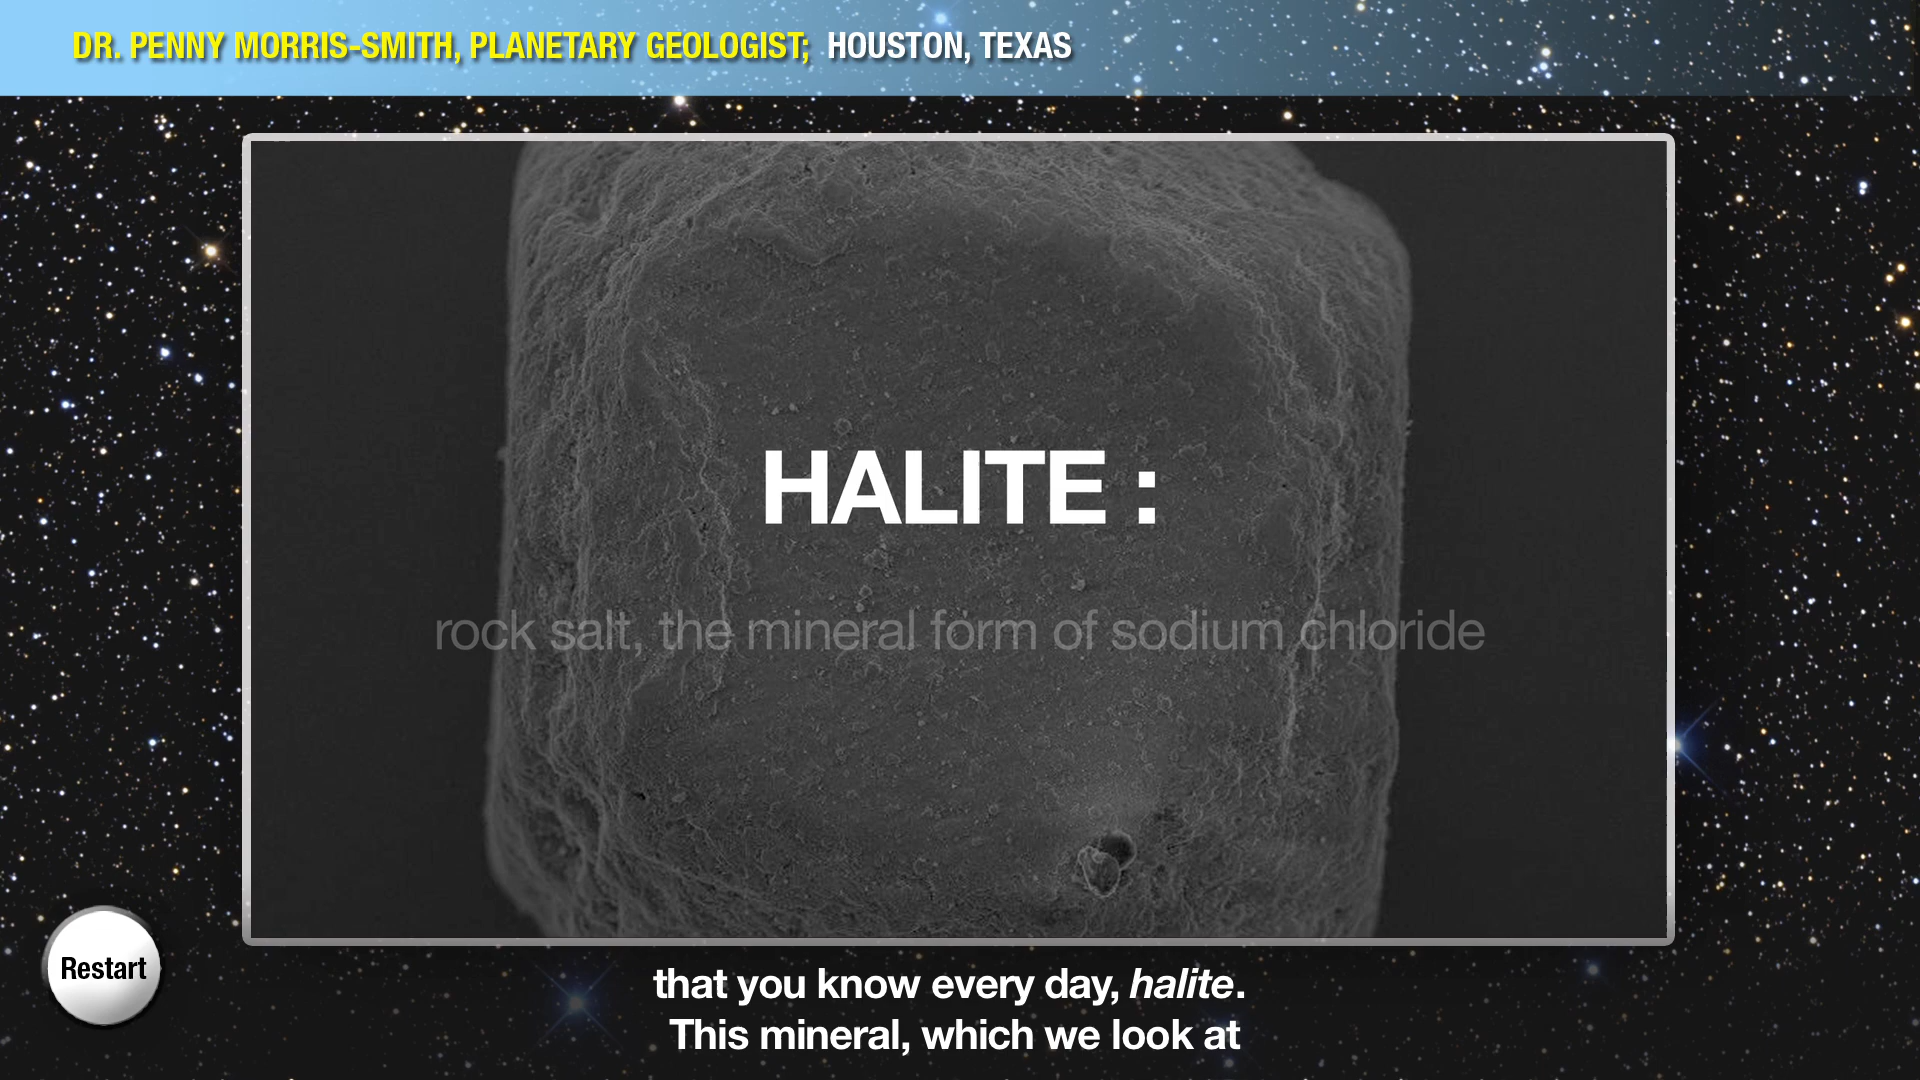 DR. PENNY MORRIS-SMITH, PLANETARY GEOLOGIST; HOUSTON, TEXAS
HALITE :
rock salt, the mineral form of sodium chloride
Restart
that you know every day, halite.
This mineral, which we look at